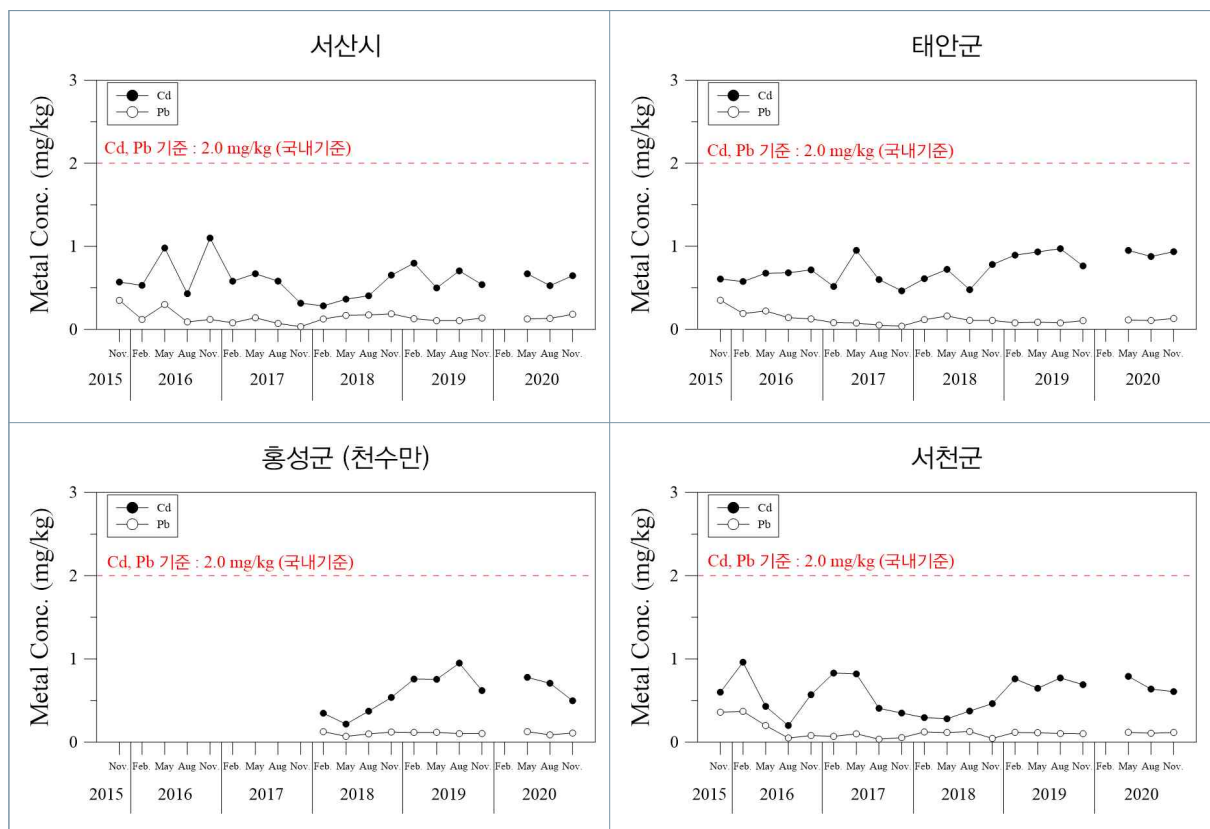 서산시
Metal Conc. (mg/kg)
3
2
1
0
Cd
Pb
Cd, Pb 기준 : 2.0 mg/kg (국내기준)
Nov. Feb. May Aug Nov. Feb. May Aug Nov. Feb. May Aug Nov. Feb. May Aug Nov. Feb. May Aug Nov.
2015 2016 2017 2018 2019 2020
태안군
Metal Conc. (mg/kg)
3
2
1
0
Cd
Pb
Cd, Pb 기준 : 2.0 mg/kg (국내기준)
Nov. Feb. May Aug Nov. Feb. May Aug Nov. Feb. May Aug Nov. Feb. May Aug Nov. Feb. May Aug Nov.
2015 2016 2017 2018 2019 2020
홍성군 (천수만)
Metal Conc. (mg/kg)
3
2
1
0
Cd
Pb
Cd, Pb 기준 : 2.0 mg/kg (국내기준)
Nov. Feb. May Aug Nov. Feb. May Aug Nov. Feb. May Aug Nov. Feb. May Aug Nov. Feb. May Aug Nov.
2015 2016 2017 2018 2019 2020
서천군
Metal Conc. (mg/kg)
3
2
1
0
Cd
Pb
Cd, Pb 기준 : 2.0 mg/kg (국내기준)
Nov. Feb. May Aug Nov. Feb. May Aug Nov. Feb. May Aug Nov. Feb. May Aug Nov. Feb. May Aug Nov.
2015 2016 2017 2018 2019 2020